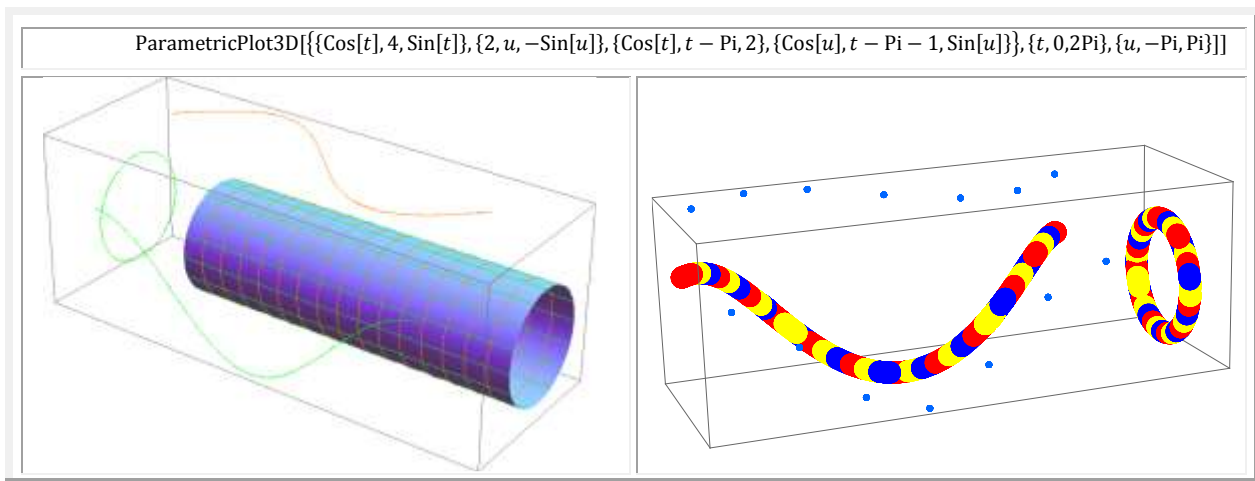 ParametricPlot3D[{{Cos[t], 4, Sin[t]}, {2, u, −Sin[u]}, {Cos[t], t − Pi, 2}, {Cos[u], t − Pi − 1, Sin[u]}}, {t, 0,2Pi}, {u, −Pi, Pi}]]